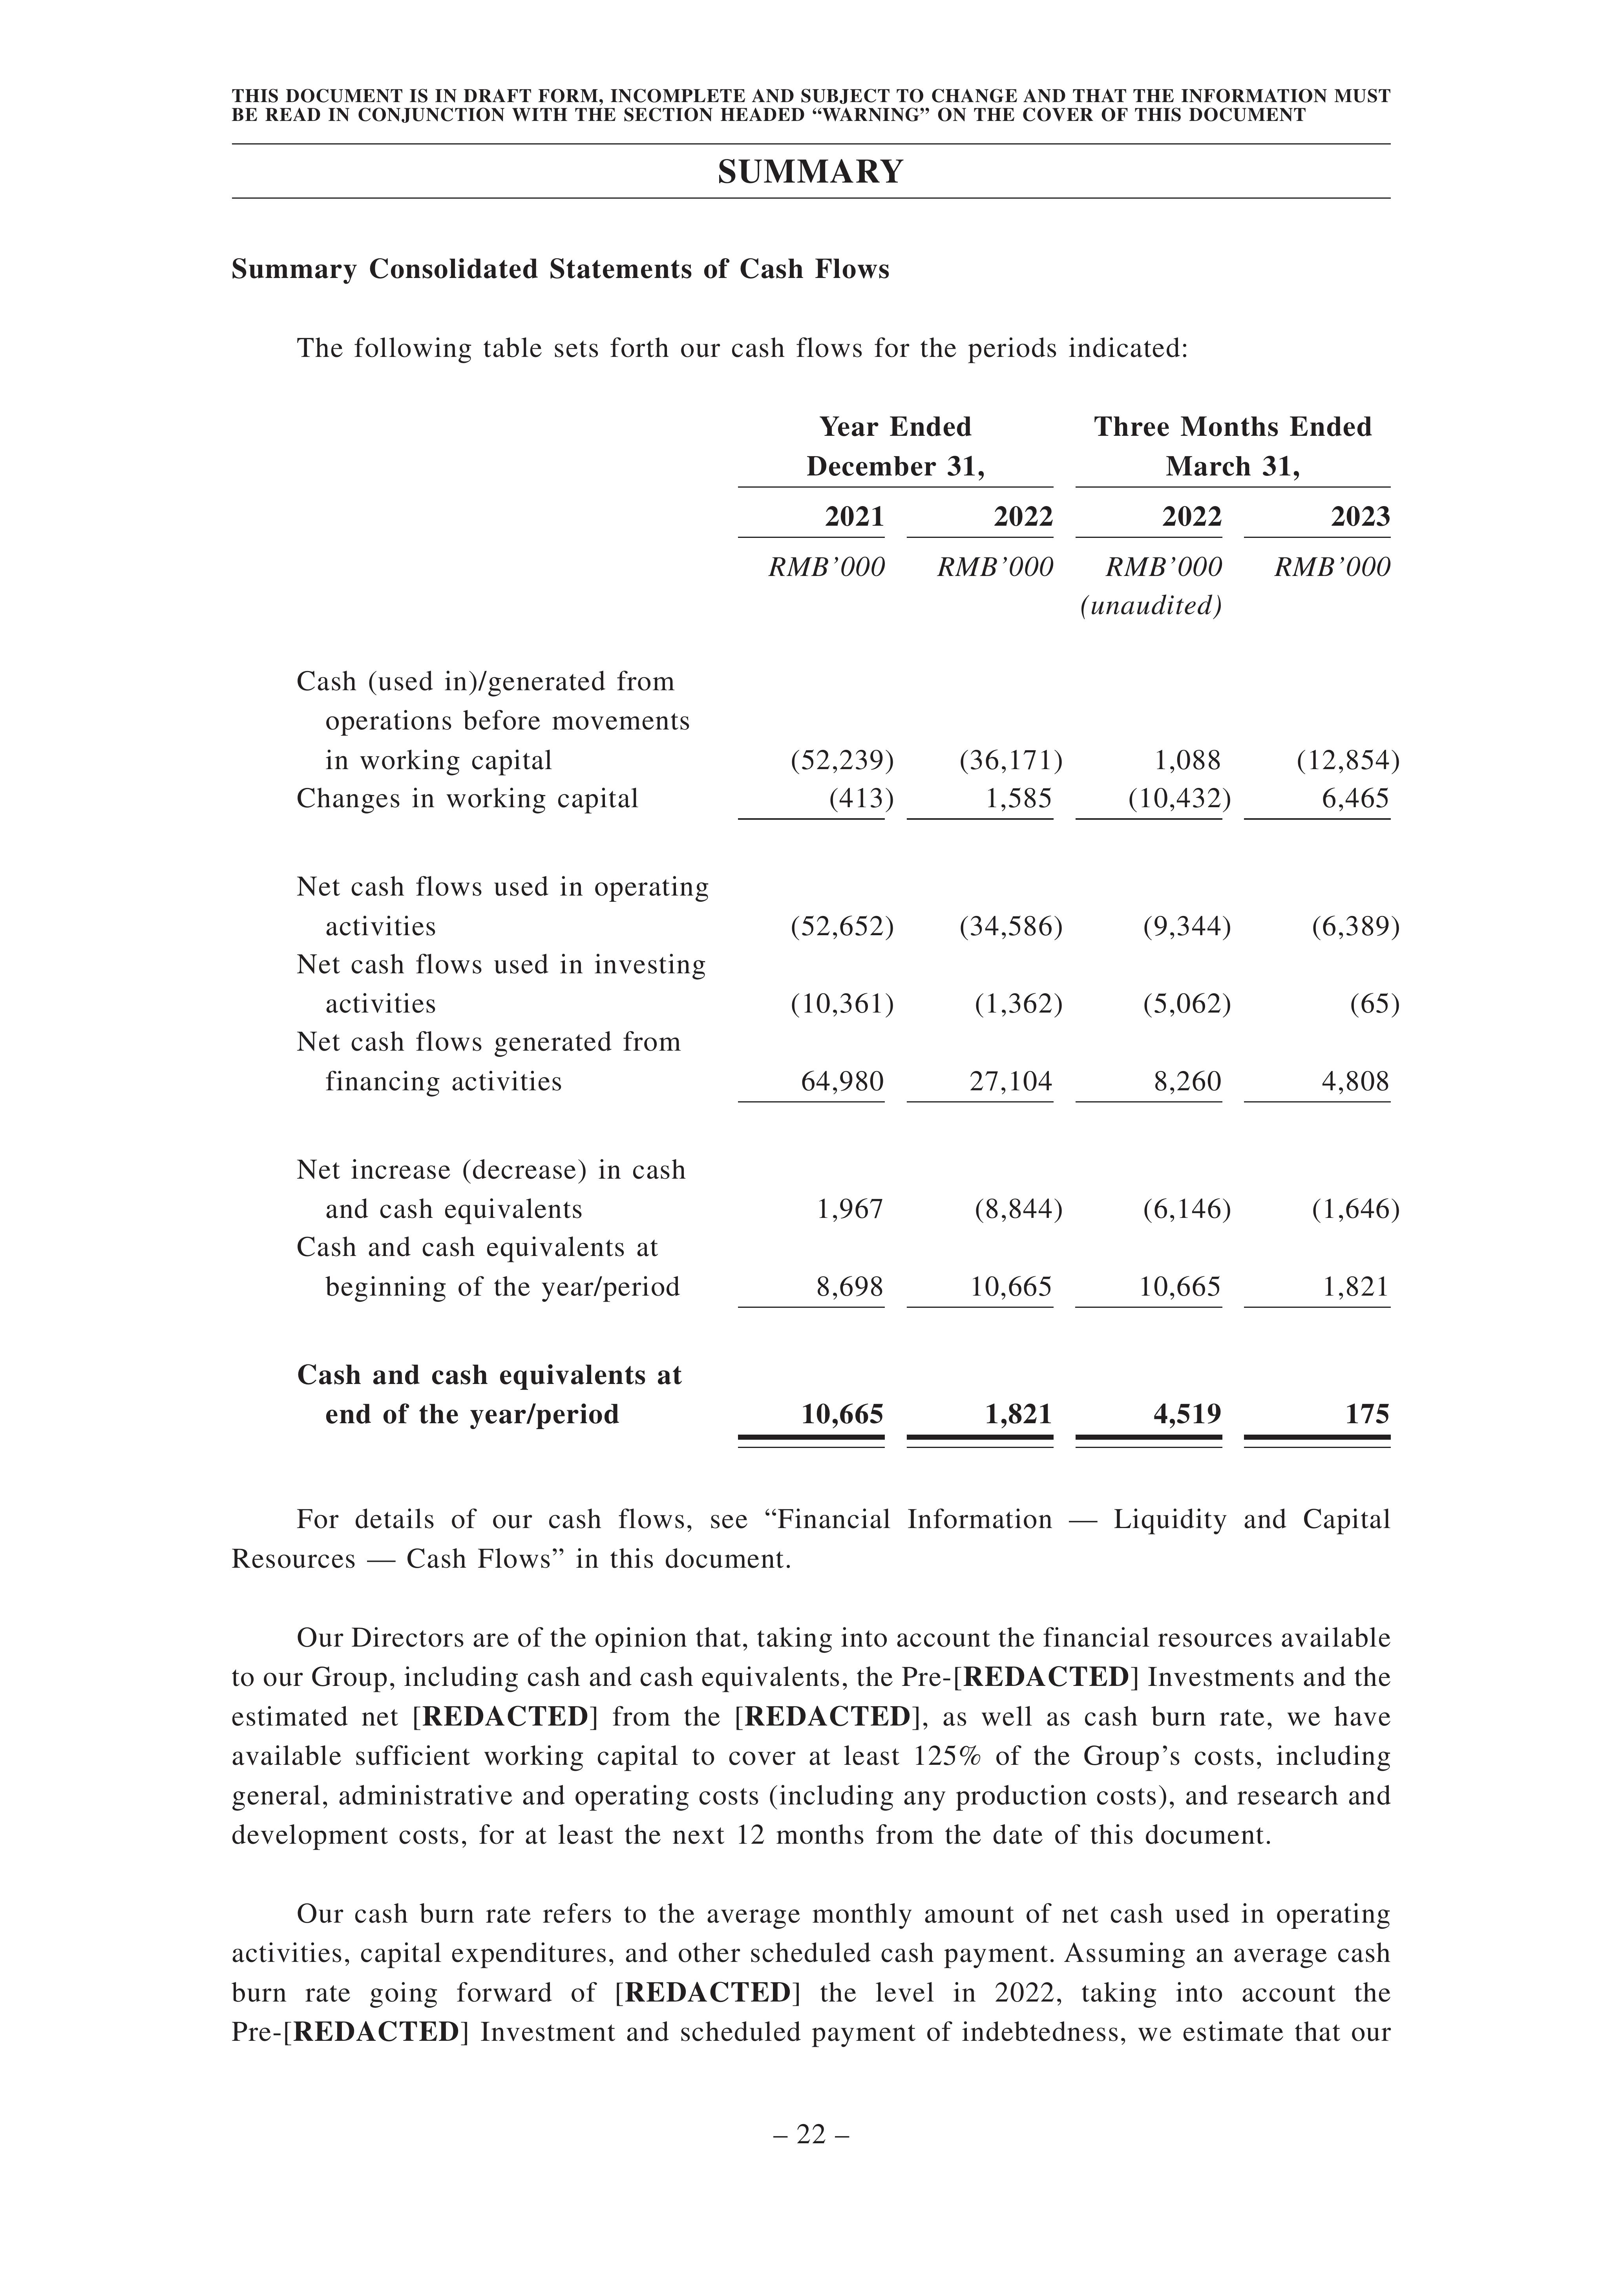 THIS DOCUMENT IS IN DRAFT FORM, INCOMPLETE AND SUBJECT TO CHANGE AND THAT THE INFORMATION MUST
BE READ IN CONJUNCTION WITH THE SECTION HEADED “WARNING” ON THE COVER OF THIS DOCUMENT
SUMMARY
Summary Consolidated Statements of Cash Flows
The following table sets forth our cash flows for the periods indicated:
Year Ended Three Months Ended
December 31, March 31,
2021 2022 2022 2023
RMB’000 RMB’000 RMB’000 RMB’000
(unaudited)
Cash (used in)/generated from
operations before movements
in working capital (52,239) (36,171) 1,088 (12,854)
Changes in working capital (413) 1,585 (10,432) 6,465
Net cash flows used in operating
activities (52,652) (34,586) (9,344) (6,389)
Net cash flows used in investing
activities (10,361) (1,362) (5,062) (65)
Net cash flows generated from
financing activities 64,980 27,104 8,260 4,808
Net increase (decrease) in cash
and cash equivalents 1,967 (8,844) (6,146) (1,646)
Cash and cash equivalents at
beginning of the year/period 8,698 10,665 10,665 1,821
Cash and cash equivalents at
end of the year/period 10,665 1,821 4,519 175
For details of our cash flows, see “Financial Information — Liquidity and Capital
Resources — Cash Flows” in this document.
Our Directors are of the opinion that, taking into account the financial resources available
to our Group, including cash and cash equivalents, the Pre-[REDACTED] Investments and the
estimated net [REDACTED] from the [REDACTED], as well as cash burn rate, we have
available sufficient working capital to cover at least 125% of the Group’s costs, including
general, administrative and operating costs (including any production costs), and research and
development costs, for at least the next 12 months from the date of this document.
Our cash burn rate refers to the average monthly amount of net cash used in operating
activities, capital expenditures, and other scheduled cash payment. Assuming an average cash
burn rate going forward of [REDACTED] the level in 2022, taking into account the
Pre-[REDACTED] Investment and scheduled payment of indebtedness, we estimate that our
– 22 –